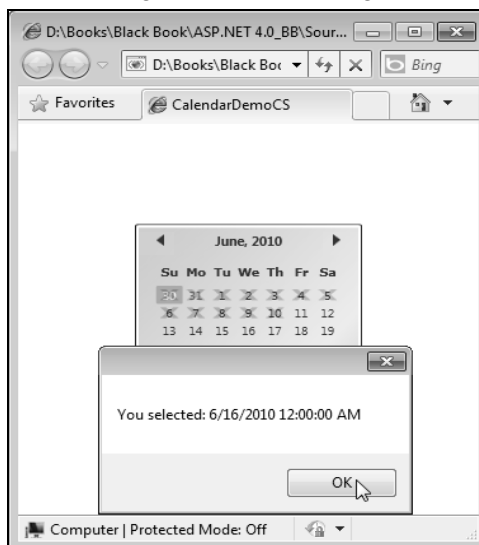 D:\Books\Black Book\ASP.NET 4.0_BB\Sour...
D:\Books\Black Boc
Bing
Favorites
CalendarDemoCS
June, 2010
Su Mo Tu We Th Fr Sa
30 31 1 2 3 4 5
6 7 8 9 10 11 12
13 14 15 16 17 18 19
You selected: 6/16/2010 12:00:00 AM
OK
Computer | Protected Mode: Off